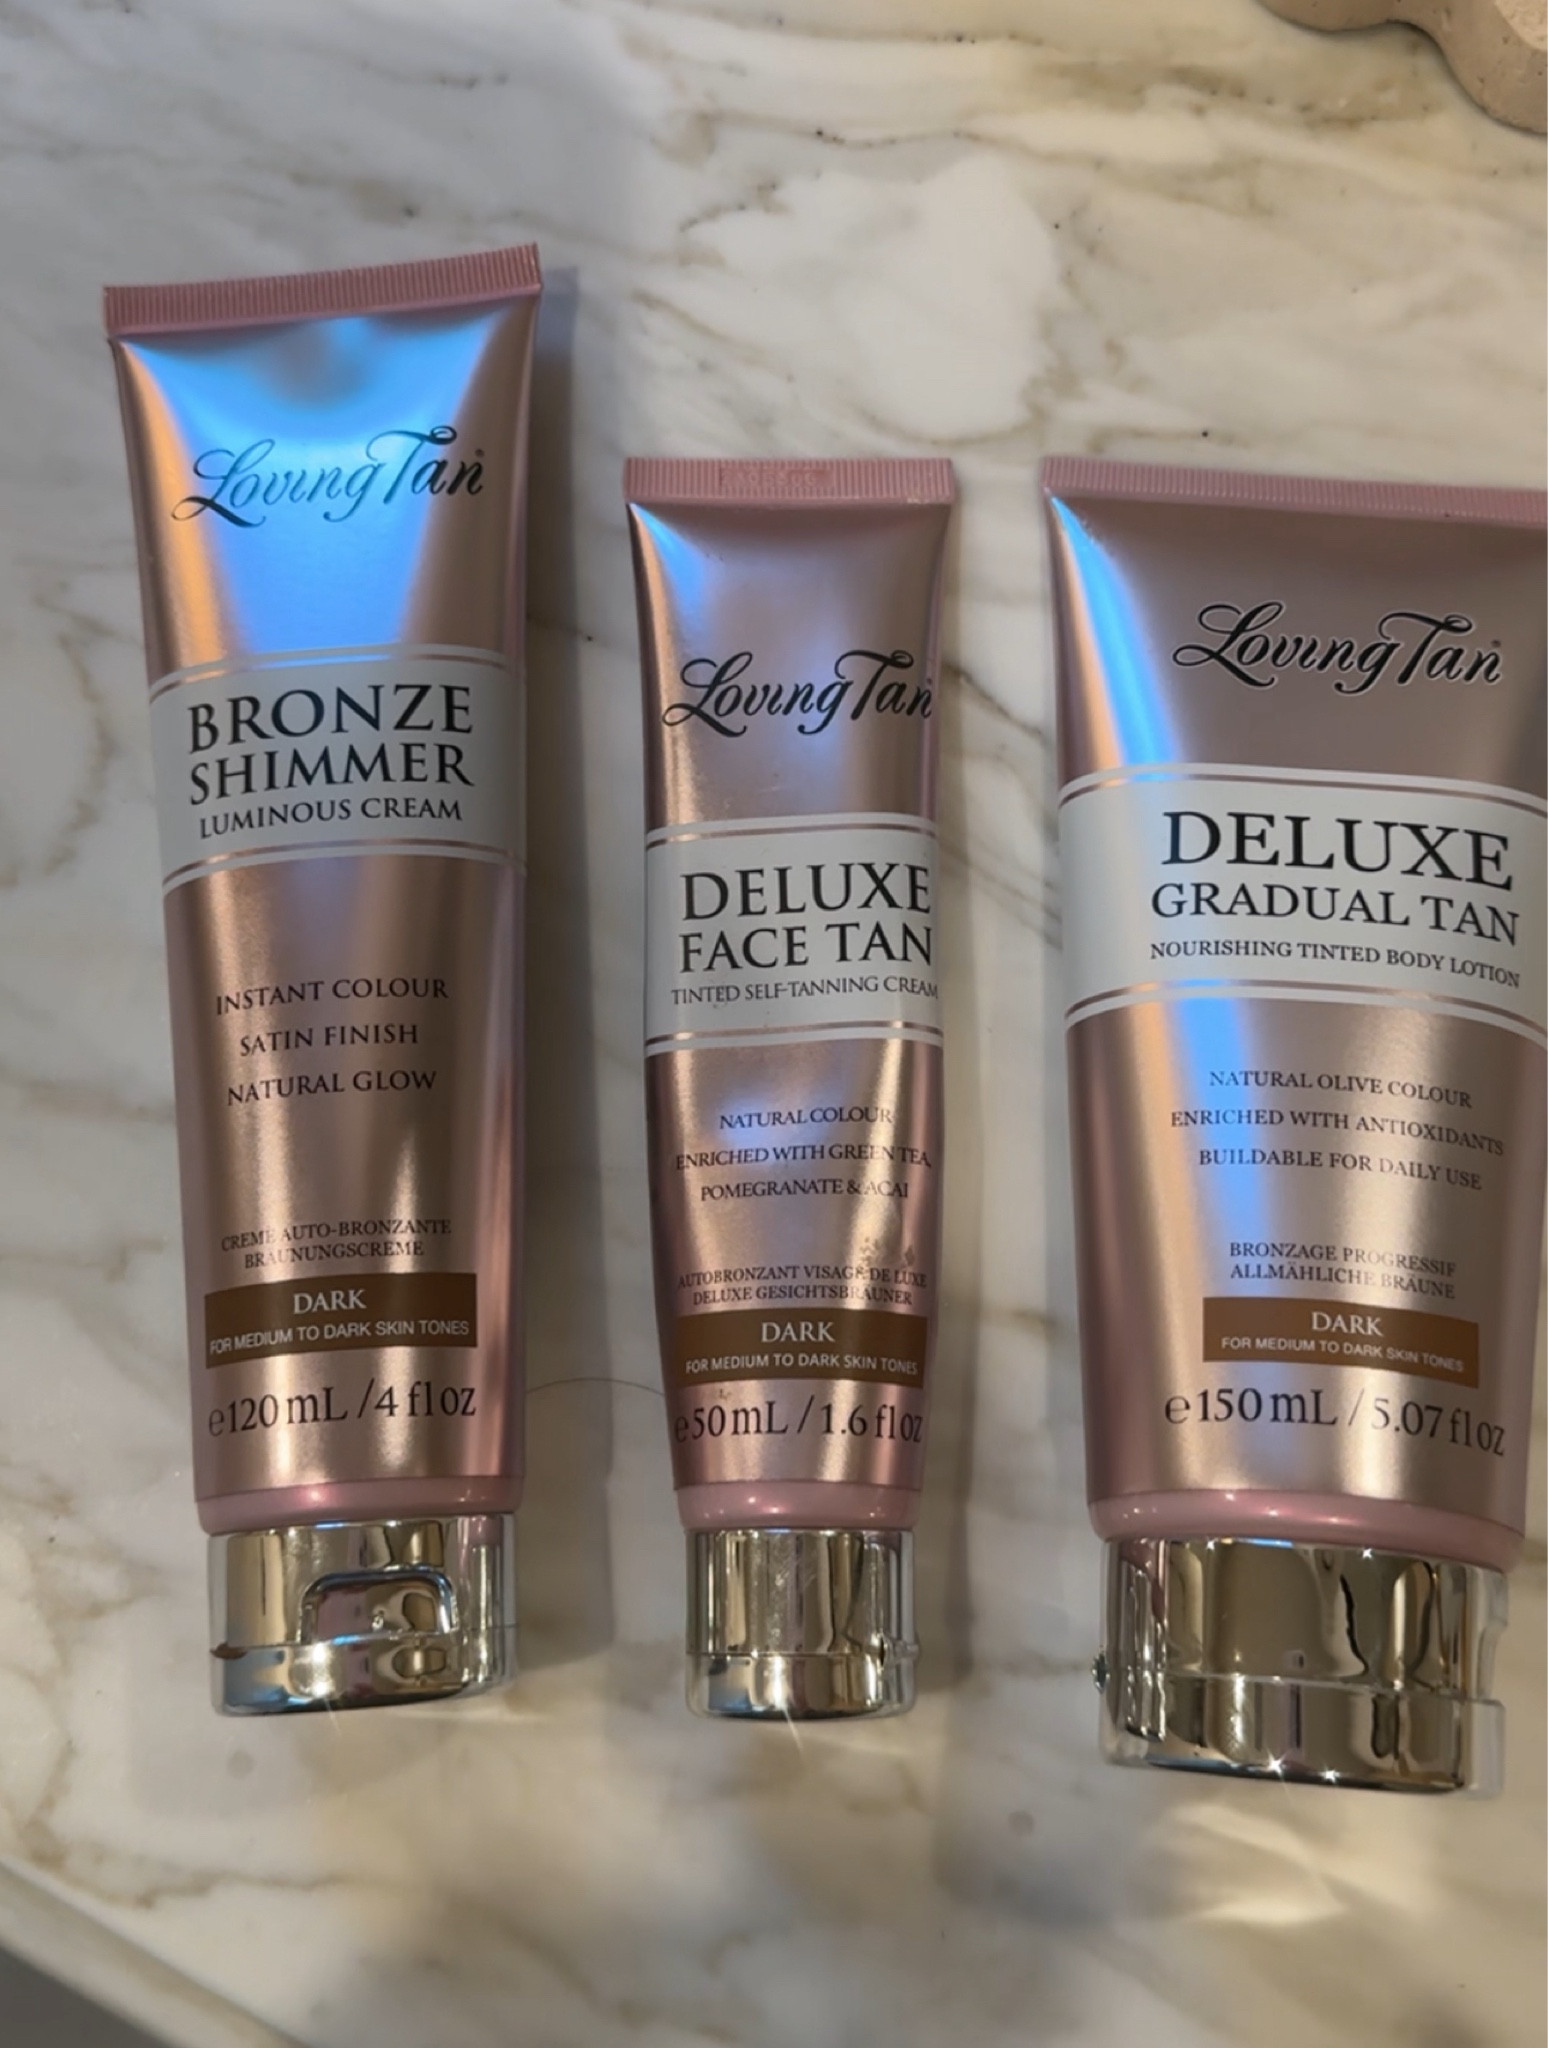 Loving Tan
BRONZE
SHIMMER
LUMINOUS CREAM
INSTANT COLOUR
SATIN FINISH
NATURAL GLOW
CREME AUTO-BRONZANTE
BRÄUNUNGSCREME
DARK
FOR MEDIUM TO DARK SKIN TONES
e120 mL / 4 fl oz
Loving Tan
DELUXE
FACE TAN
TINTED SELF-TANNING CREAM
NATURAL COLOUR
ENRICHED WITH GREEN TEA,
POMEGRANATE & ACAI
AUTOBRONZANT VISAGE DE LUXE
DELUXE GESICHTSBRÄUNER
DARK
FOR MEDIUM TO DARK SKIN TONES
e50 mL / 1.6 fl oz
Loving Tan
DELUXE
GRADUAL TAN
NOURISHING TINTED BODY LOTION
NATURAL OLIVE COLOUR
ENRICHED WITH ANTIOXIDANTS
BUILDABLE FOR DAILY USE
BRONZAGE PROGRESSIF
ALLMÄHLICHE BRÄUNE
DARK
FOR MEDIUM TO DARK SKIN TONES
e150 mL / 5.07 fl oz